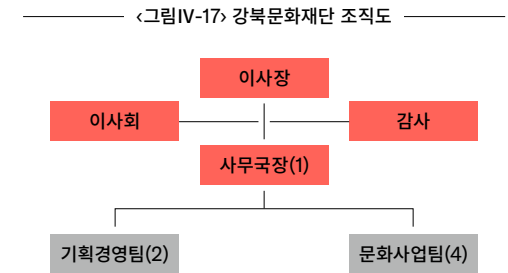 <그림Ⅳ-17> 강북문화재단 조직도
이사장
이사회
감사
사무국장(1)
기획경영팀(2)
문화사업팀(4)